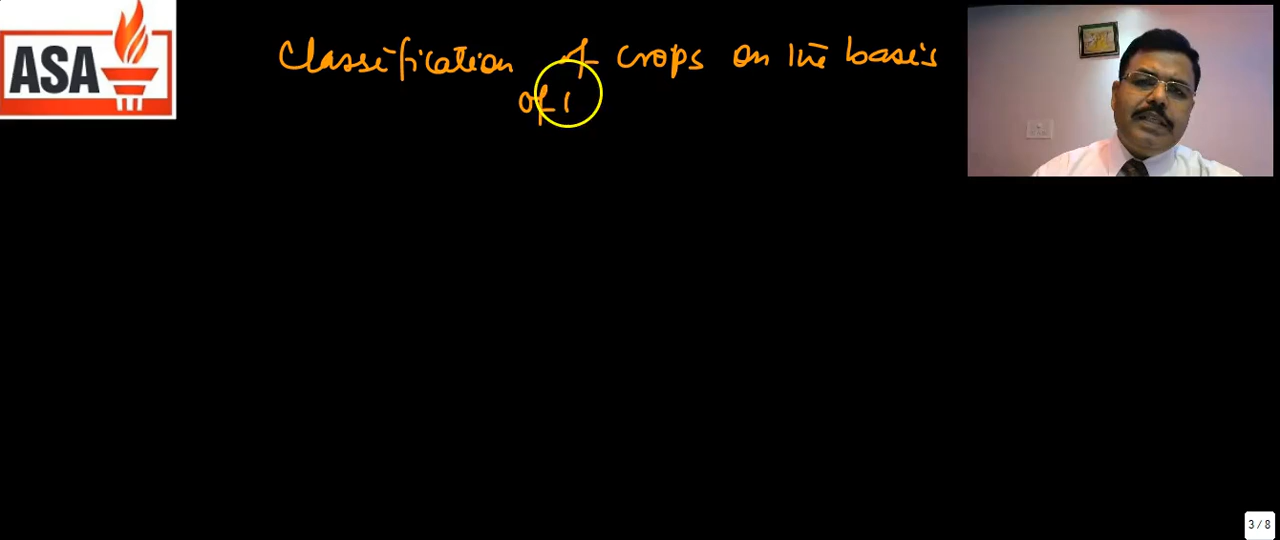 ASA
Classification of crops on the basis
of
3 / 8